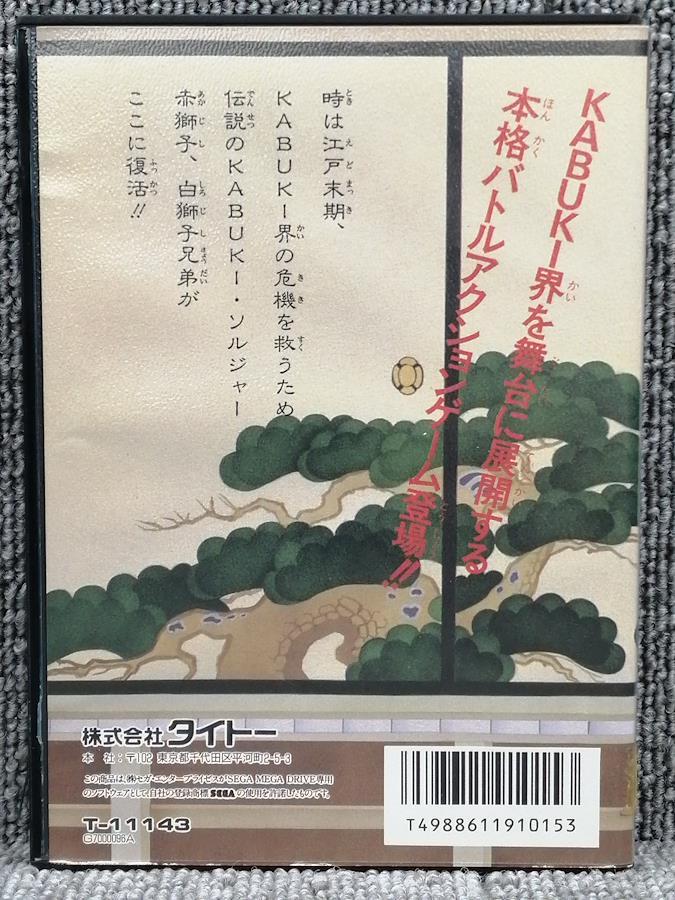 KABUKI界を舞台に展開する
本格バトルアクションゲーム登場!!
時は江戸末期、
KABUKI界の危機を救うため
伝説のKABUKI・ソルジャー
赤獅子、白獅子兄弟が
ここに復活!!
株式会社タイトー
本 社:〒102 東京都千代田区平河町2-5-3
この商品は、(株)セガ・エンタープライゼスがSEGA MEGA DRIVE専用
のソフトウェアとして、自社の登録商標 SEGA の使用を許諾したものです。
T-11143
G7000096A
T4988611910153